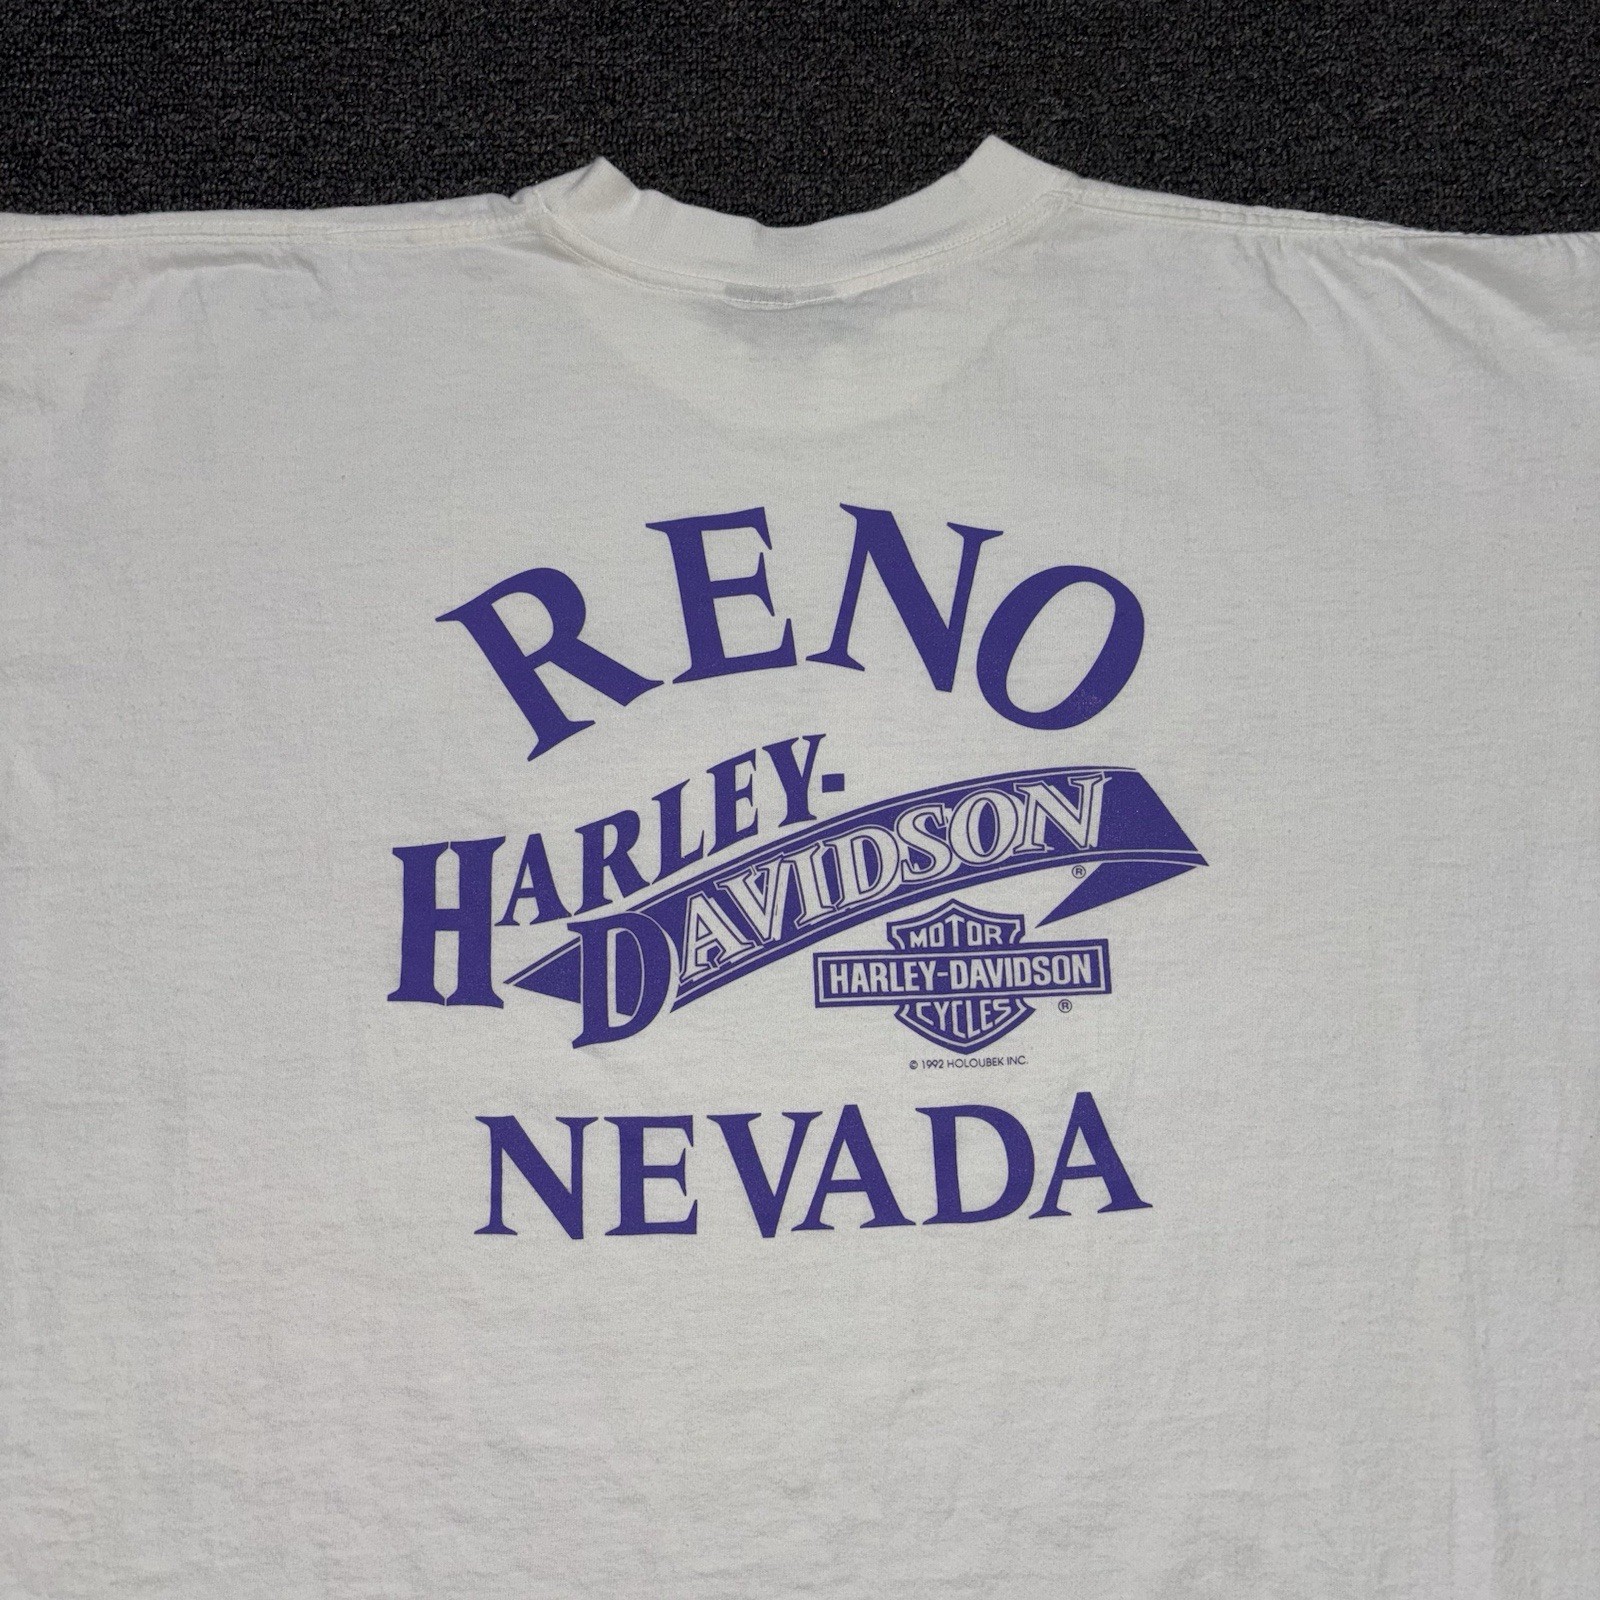 RENO
HARLEY-
DAVIDSON ®
MOTOR
HARLEY-DAVIDSON
CYCLES ®
© 1992 HOLOUBEK INC.
NEVADA